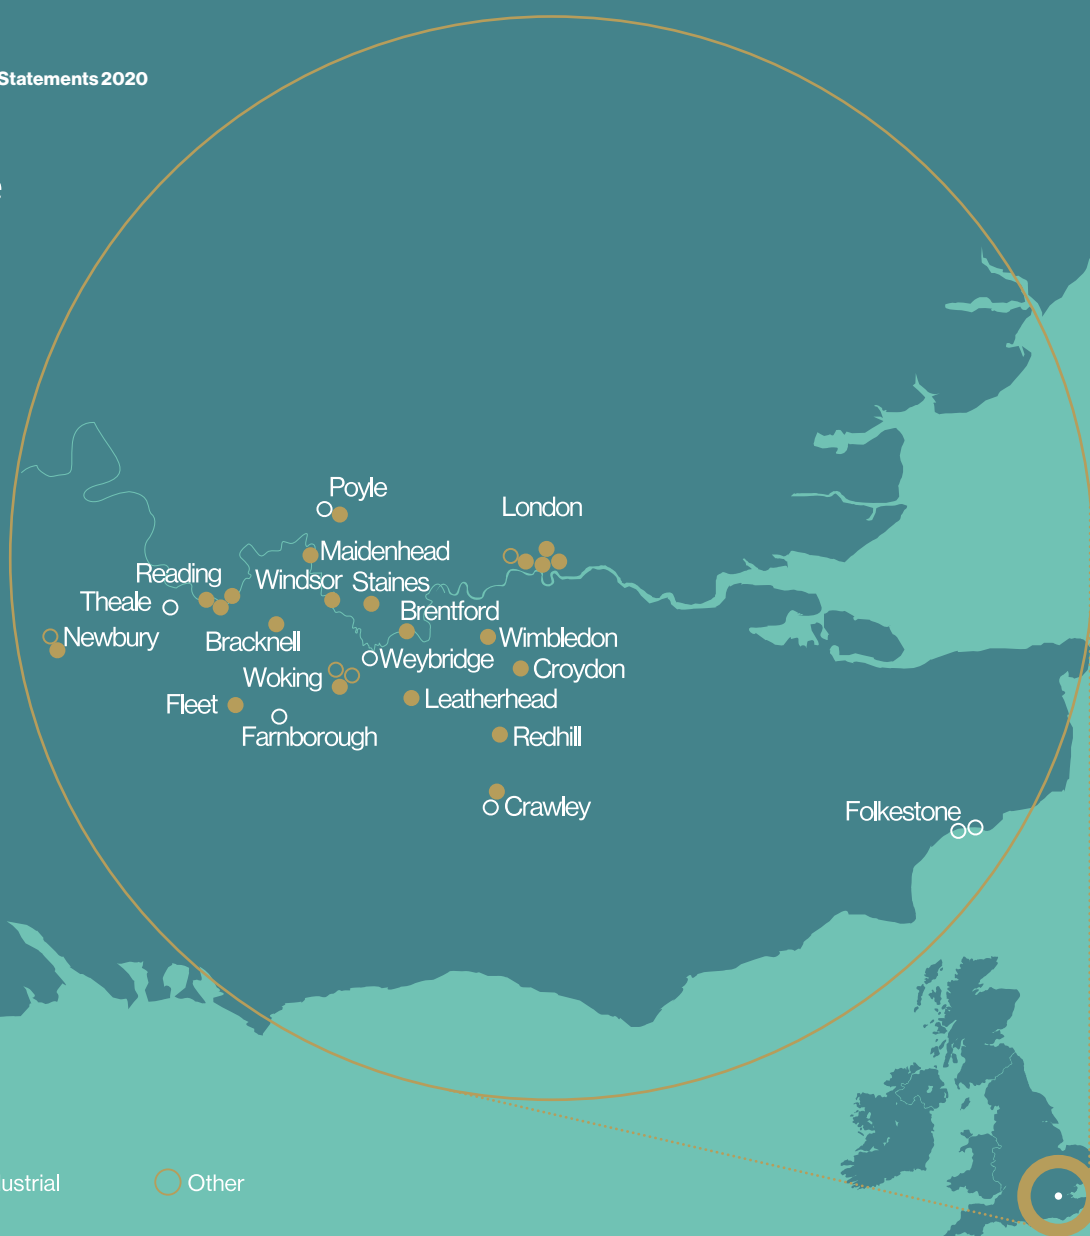 Statements 2020
Poyle
London
Maidenhead
Reading
Windsor
Staines
Theale
Brentford
Newbury
Bracknell
Wimbledon
Weybridge
Croydon
Woking
Leatherhead
Fleet
Farnborough
Redhill
Crawley
Folkestone
ustrial
Other